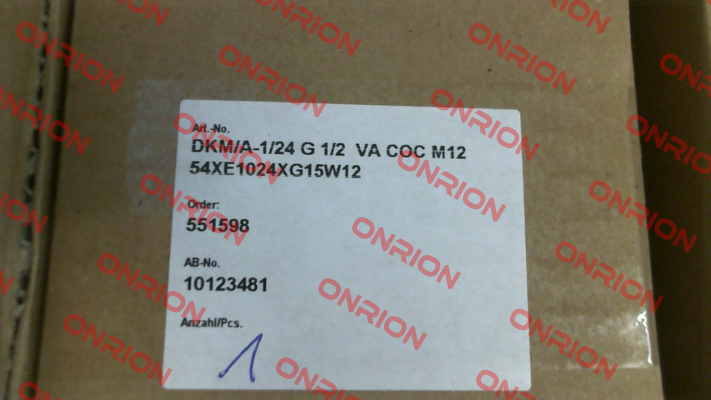 Art.-No.
DKM/A-1/24 G 1/2 VA COC M12
54XE1024XG15W12
Order:
551598
AB-No.
10123481
Anzahl/Pcs.
1
ONRION